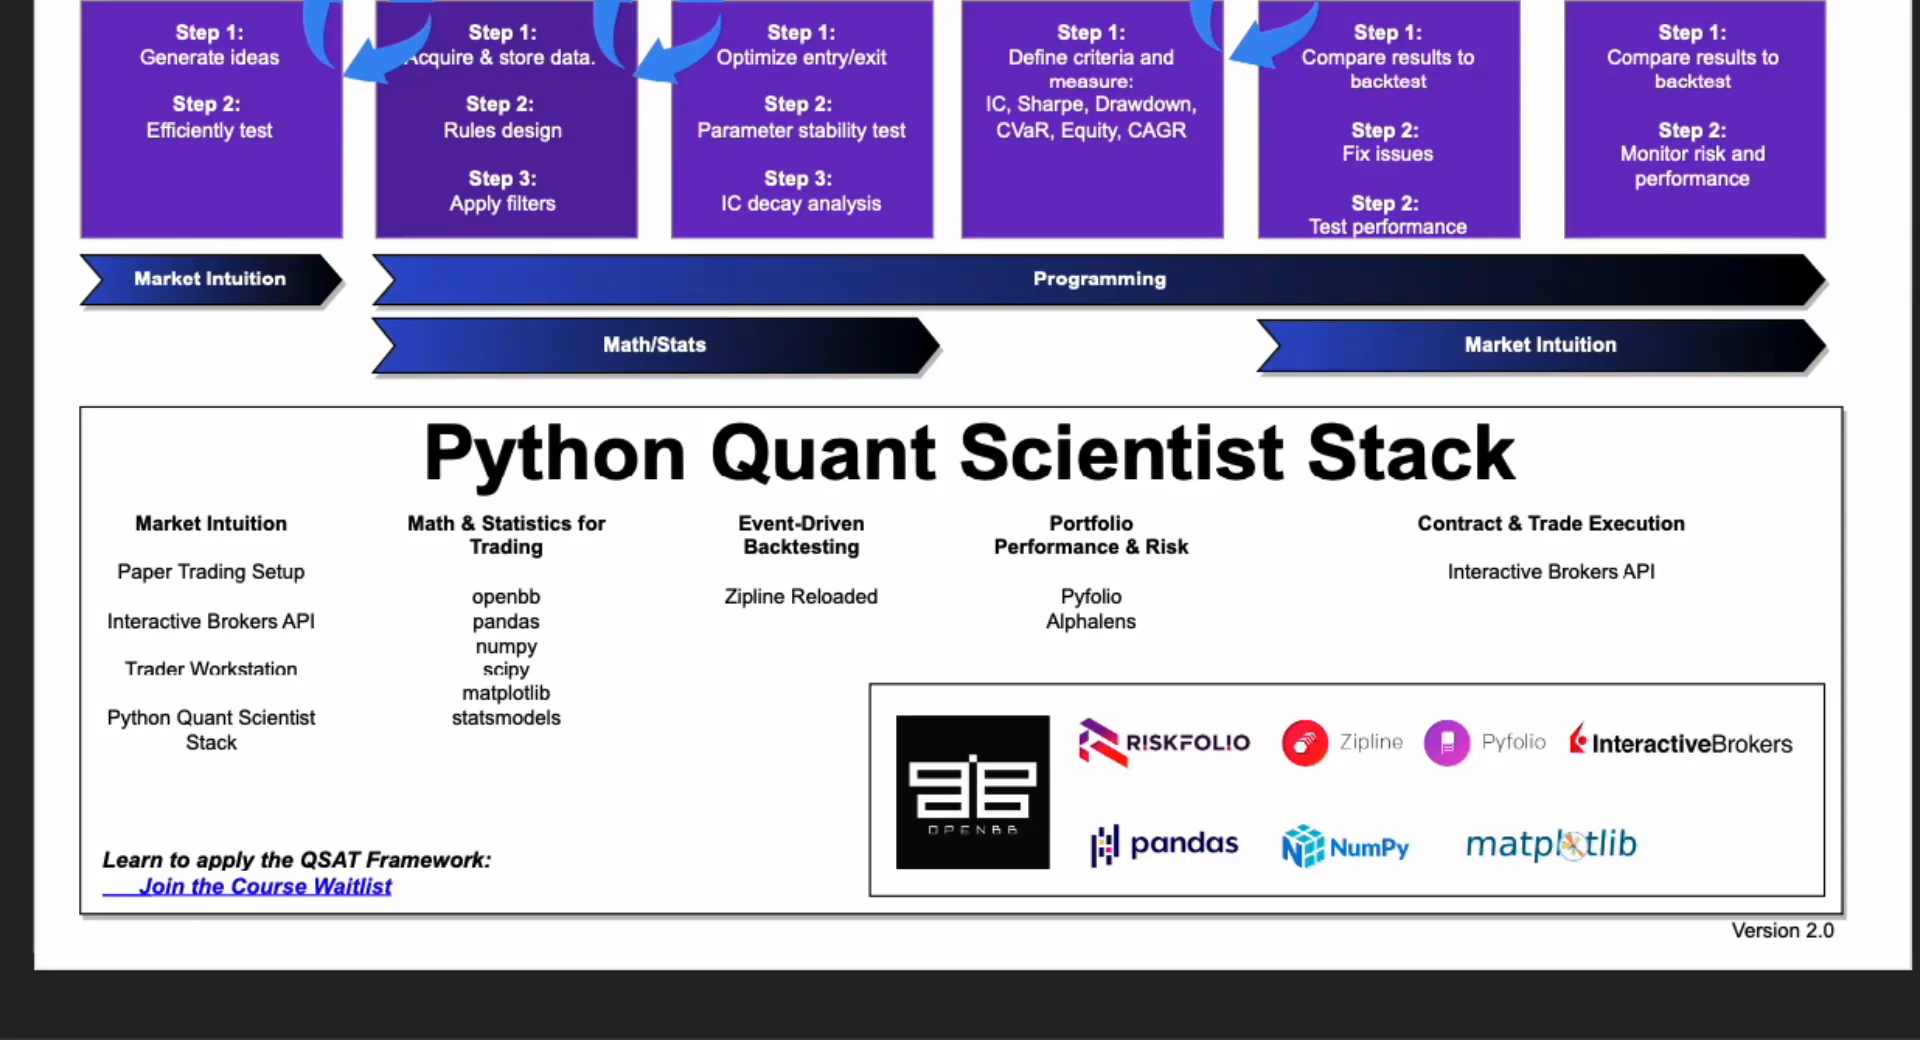 Step 1:
Generate ideas
Step 2:
Efficiently test
Step 1:
Acquire & store data.
Step 2:
Rules design
Step 3:
Apply filters
Step 1:
Optimize entry/exit
Step 2:
Parameter stability test
Step 3:
IC decay analysis
Step 1:
Define criteria and
measure:
IC, Sharpe, Drawdown,
CVaR, Equity, CAGR
Step 1:
Compare results to
backtest
Step 2:
Fix issues
Step 2:
Test performance
Step 1:
Compare results to
backtest
Step 2:
Monitor risk and
performance
Market Intuition
Programming
Math/Stats
Market Intuition
Python Quant Scientist Stack
Market Intuition
Paper Trading Setup
Interactive Brokers API
Trader Workstation
Python Quant Scientist
Stack
Math & Statistics for
Trading
openbb
pandas
numpy
scipy
matplotlib
statsmodels
Event-Driven
Backtesting
Zipline Reloaded
Portfolio
Performance & Risk
Pyfolio
Alphalens
Contract & Trade Execution
Interactive Brokers API
OPENBB
RISKFOLIO
Zipline
Pyfolio
InteractiveBrokers
pandas
NumPy
matplotlib
Learn to apply the QSAT Framework:
Join the Course Waitlist
Version 2.0